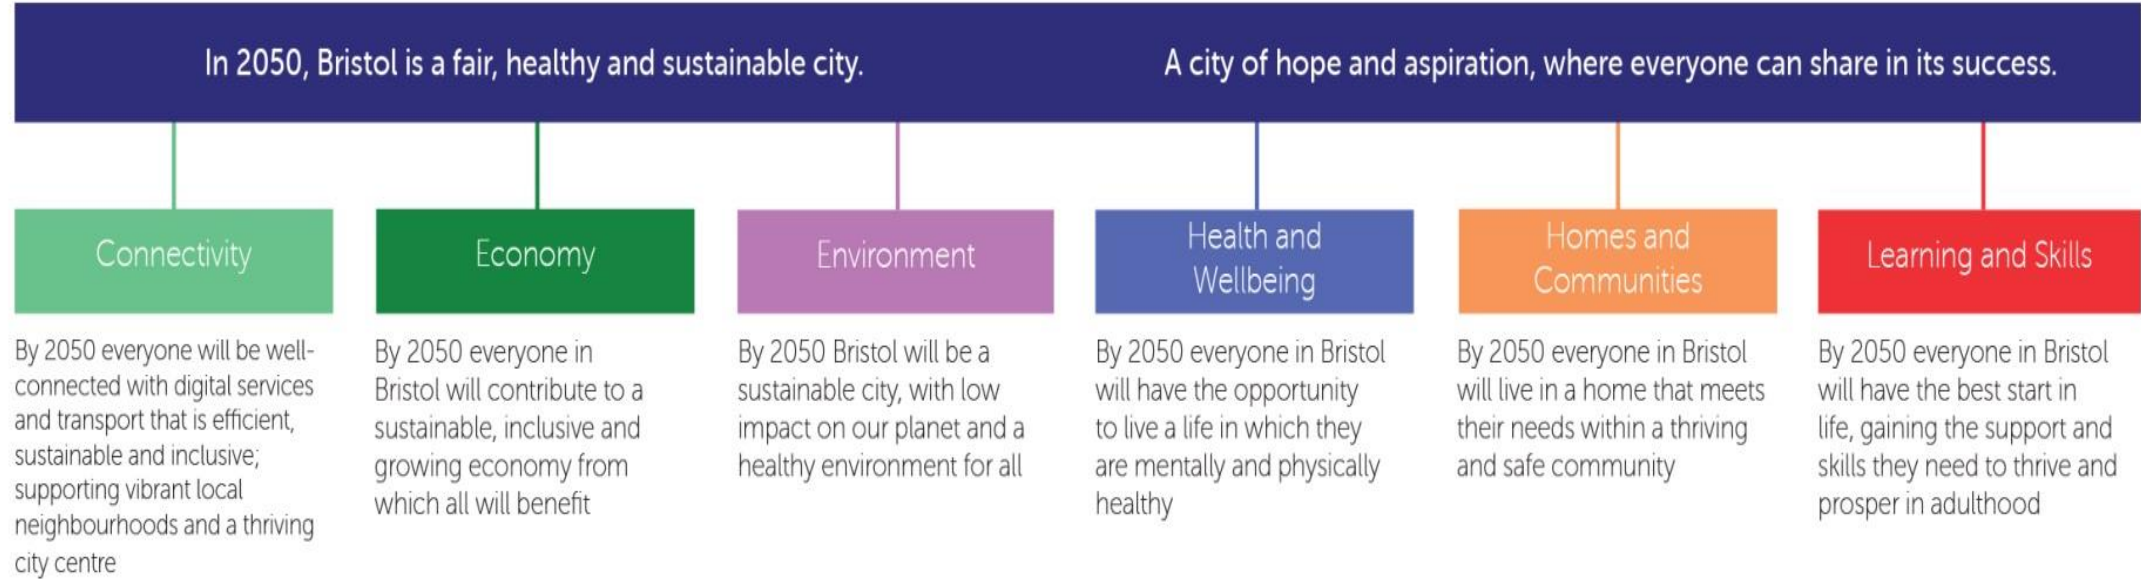 In 2050, Bristol is a fair, healthy and sustainable city.
A city of hope and aspiration, where everyone can share in its success.
Connectivity
By 2050 everyone will be well-
connected with digital services
and transport that is efficient,
sustainable and inclusive;
supporting vibrant local
neighbourhoods and a thriving
city centre
Economy
By 2050 everyone in
Bristol will contribute to a
sustainable, inclusive and
growing economy from
which all will benefit
Environment
By 2050 Bristol will be a
sustainable city, with low
impact on our planet and a
healthy environment for all
Health and
Wellbeing
By 2050 everyone in Bristol
will have the opportunity
to live a life in which they
are mentally and physically
healthy
Homes and
Communities
By 2050 everyone in Bristol
will live in a home that meets
their needs within a thriving
and safe community
Learning and Skills
By 2050 everyone in Bristol
will have the best start in
life, gaining the support and
skills they need to thrive and
prosper in adulthood